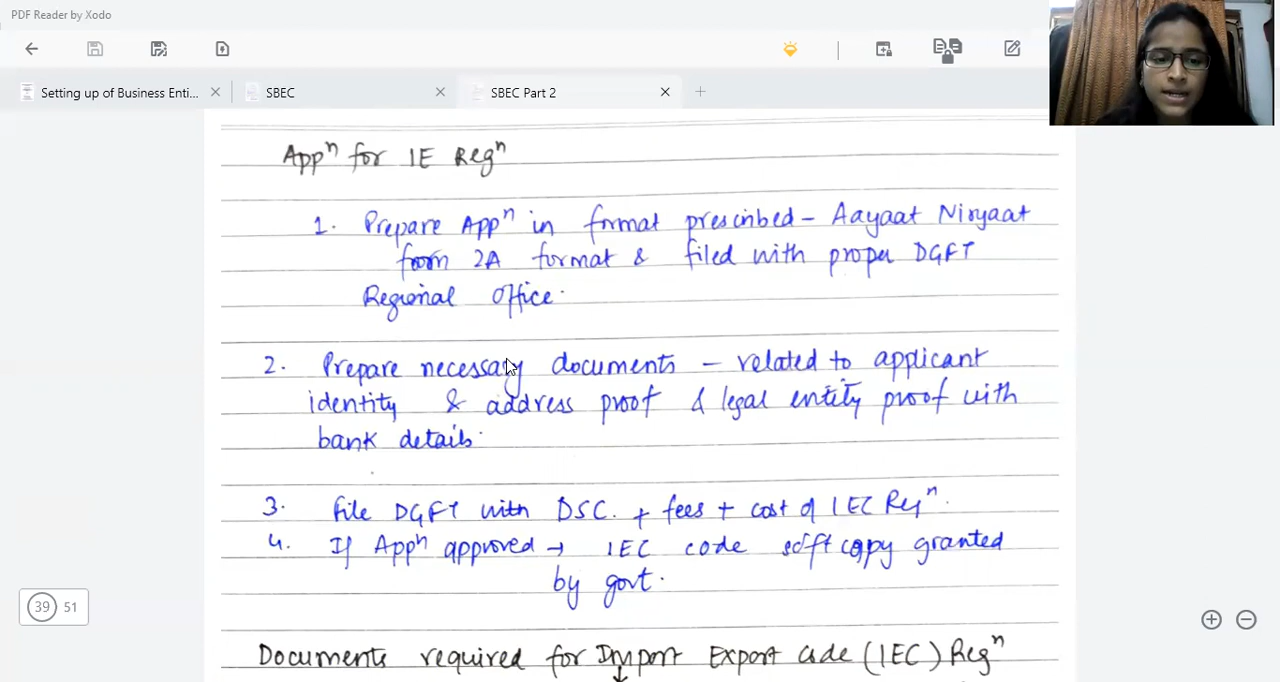 PDF Reader by Xodo
Setting up of Business Enti...
SBEC
SBEC Part 2
Appⁿ for IE Regⁿ
1. Prepare Appⁿ in format prescribed - Aayaat Niryaat
from 2A format & filed with proper DGFT
Regional Office.
2. Prepare necessary documents - related to applicant
identity & address proof & legal entity proof with
bank details.
3. File DGFT with DSC. + fees + cost of IEC Regⁿ.
4. If Appⁿ approved → IEC code soft copy granted
by govt.
Documents required for Import Export Code (IEC) Regⁿ
39 51